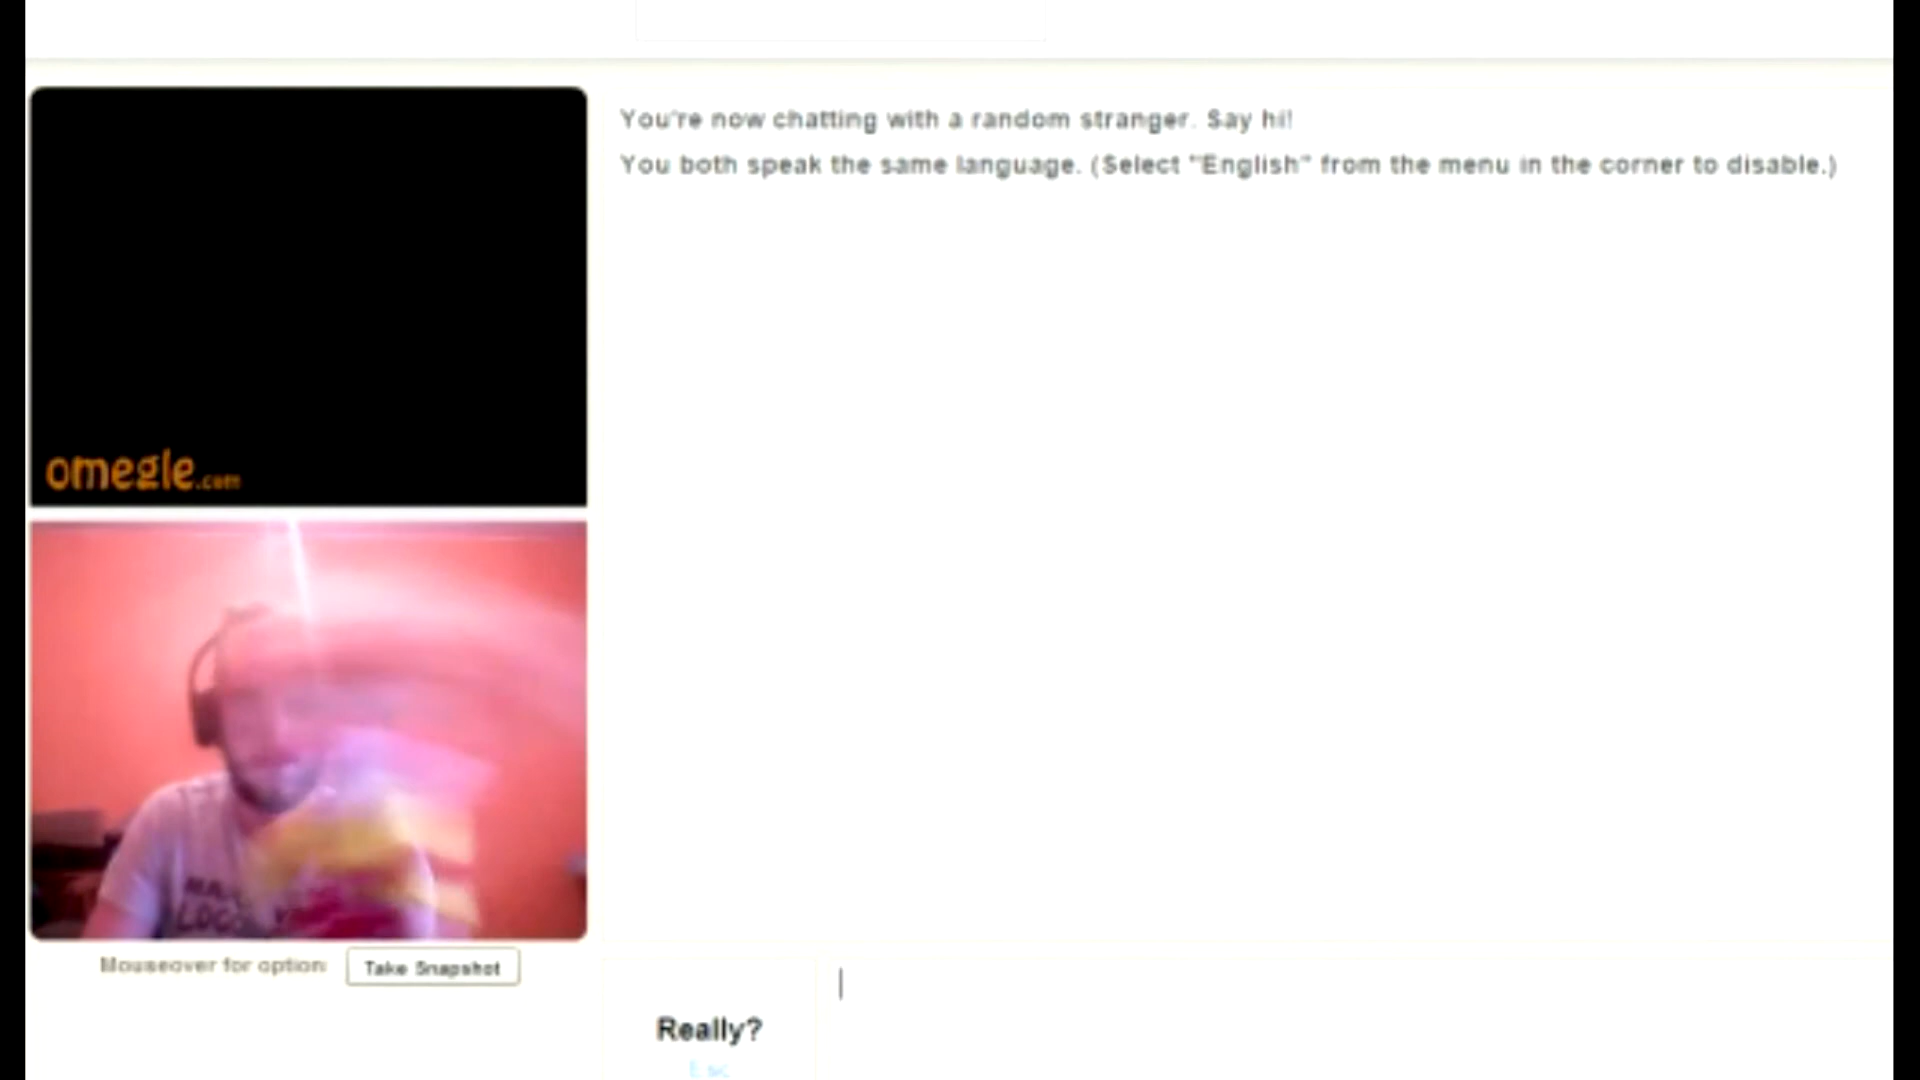 You're now chatting with a random stranger. Say hi!
You both speak the same language. (Select "English" from the menu in the corner to disable.)
omegle.com
Mouseover for option
Take Snapshot
Really?
Esc